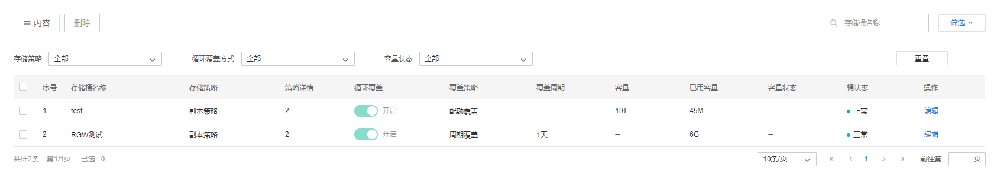 内容 删除 存储桶名称 筛选
存储策略 全部 循环覆盖方式 全部 容量状态 全部 重置
序号 存储桶名称 存储策略 策略详情 循环覆盖 覆盖策略 覆盖周期 容量 已用容量 容量状态 桶状态 操作
1 test 副本策略 2 开启 配额覆盖 -- 10T 45M -- 正常 编辑
2 RGW测试 副本策略 2 开启 周期覆盖 1天 -- 6G -- 正常 编辑
共计2条 第1/1页 已选 : 0 10条/页 1 前往第 页